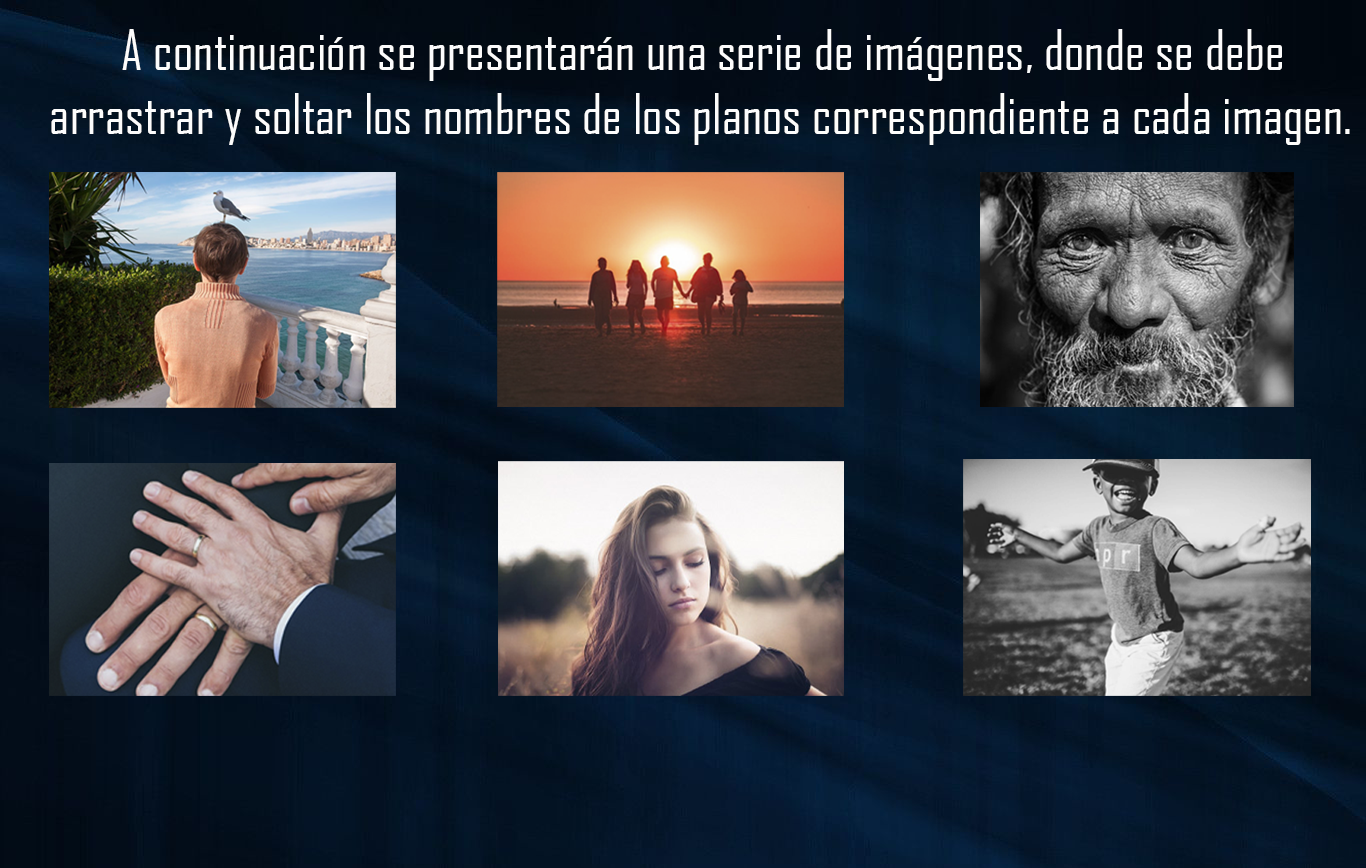 A continuación se presentarán una serie de imágenes, donde se debe
arrastrar y soltar los nombres de los planos correspondiente a cada imagen.
pr